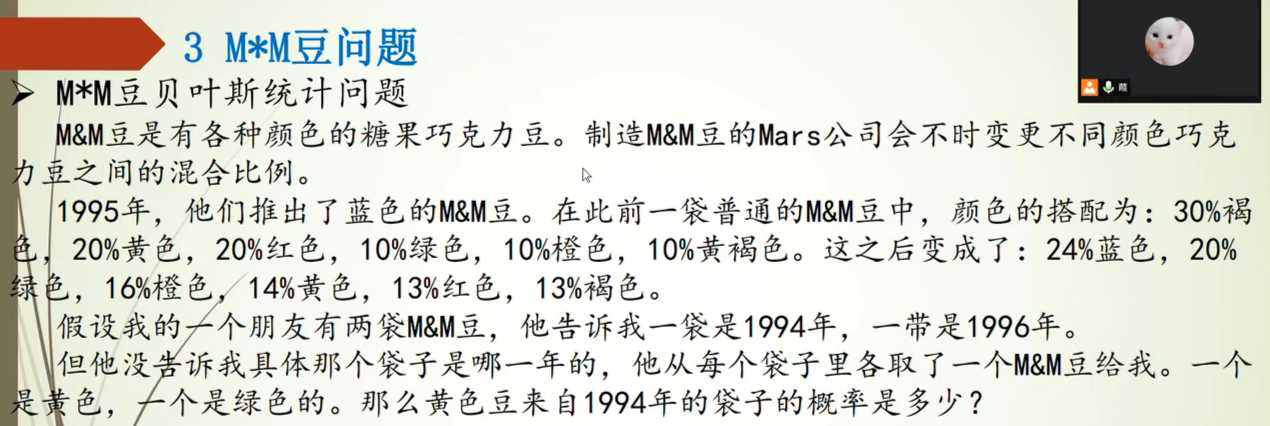 3 M*M豆问题
霞
➢ M*M豆贝叶斯统计问题
M&M豆是有各种颜色的糖果巧克力豆。制造M&M豆的Mars公司会不时变更不同颜色巧克
力豆之间的混合比例。
1995年，他们推出了蓝色的M&M豆。在此前一袋普通的M&M豆中，颜色的搭配为：30%褐
色，20%黄色，20%红色，10%绿色，10%橙色，10%黄褐色。这之后变成了：24%蓝色，20%
绿色，16%橙色，14%黄色，13%红色，13%褐色。
假设我的一个朋友有两袋M&M豆，他告诉我一袋是1994年，一带是1996年。
但他没告诉我具体那个袋子是哪一年的，他从每个袋子里各取了一个M&M豆给我。一个
是黄色，一个是绿色的。那么黄色豆来自1994年的袋子的概率是多少？